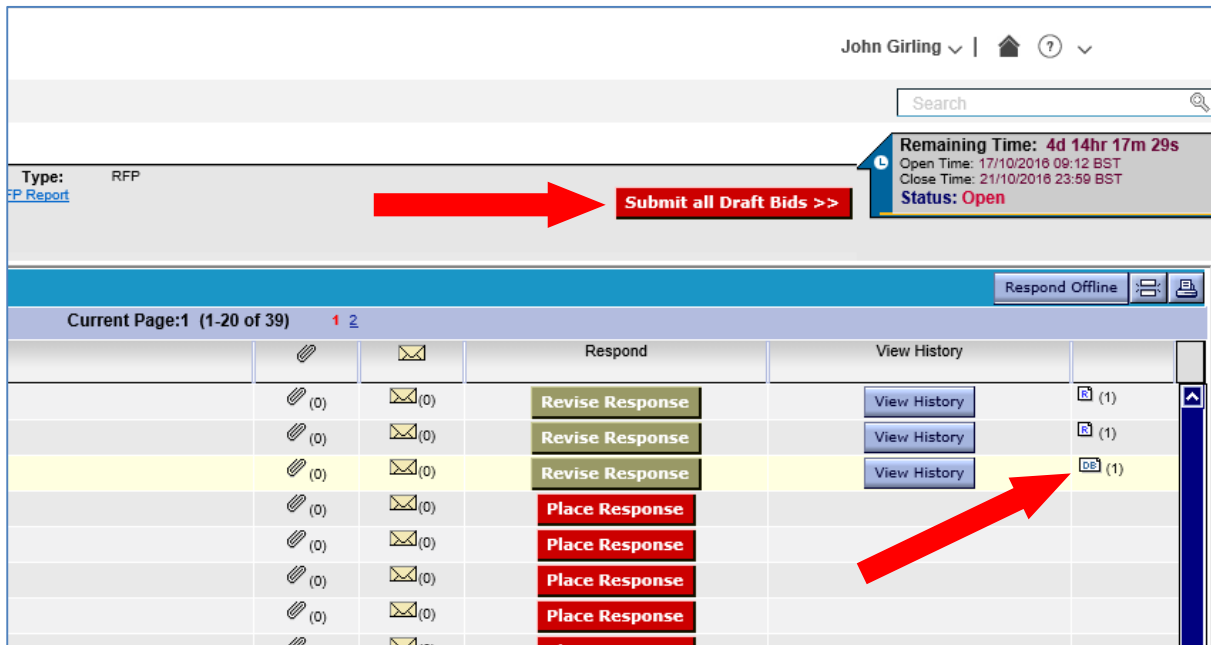 John Girling |
?
Search
Remaining Time: 4d 14hr 17m 29s
Open Time: 17/10/2016 09:12 BST
Type: RFP
Close Time: 21/10/2016 23:59 BST
FP Report
Submit all Draft Bids >>
Status: Open
Respond Offline
Current Page:1 (1-20 of 39) 1 2
Respond View History
(0) (0) Revise Response View History R (1)
(0) (0) Revise Response View History R (1)
(0) (0) Revise Response View History DB (1)
(0) (0) Place Response
(0) (0) Place Response
(0) (0) Place Response
(0) (0) Place Response